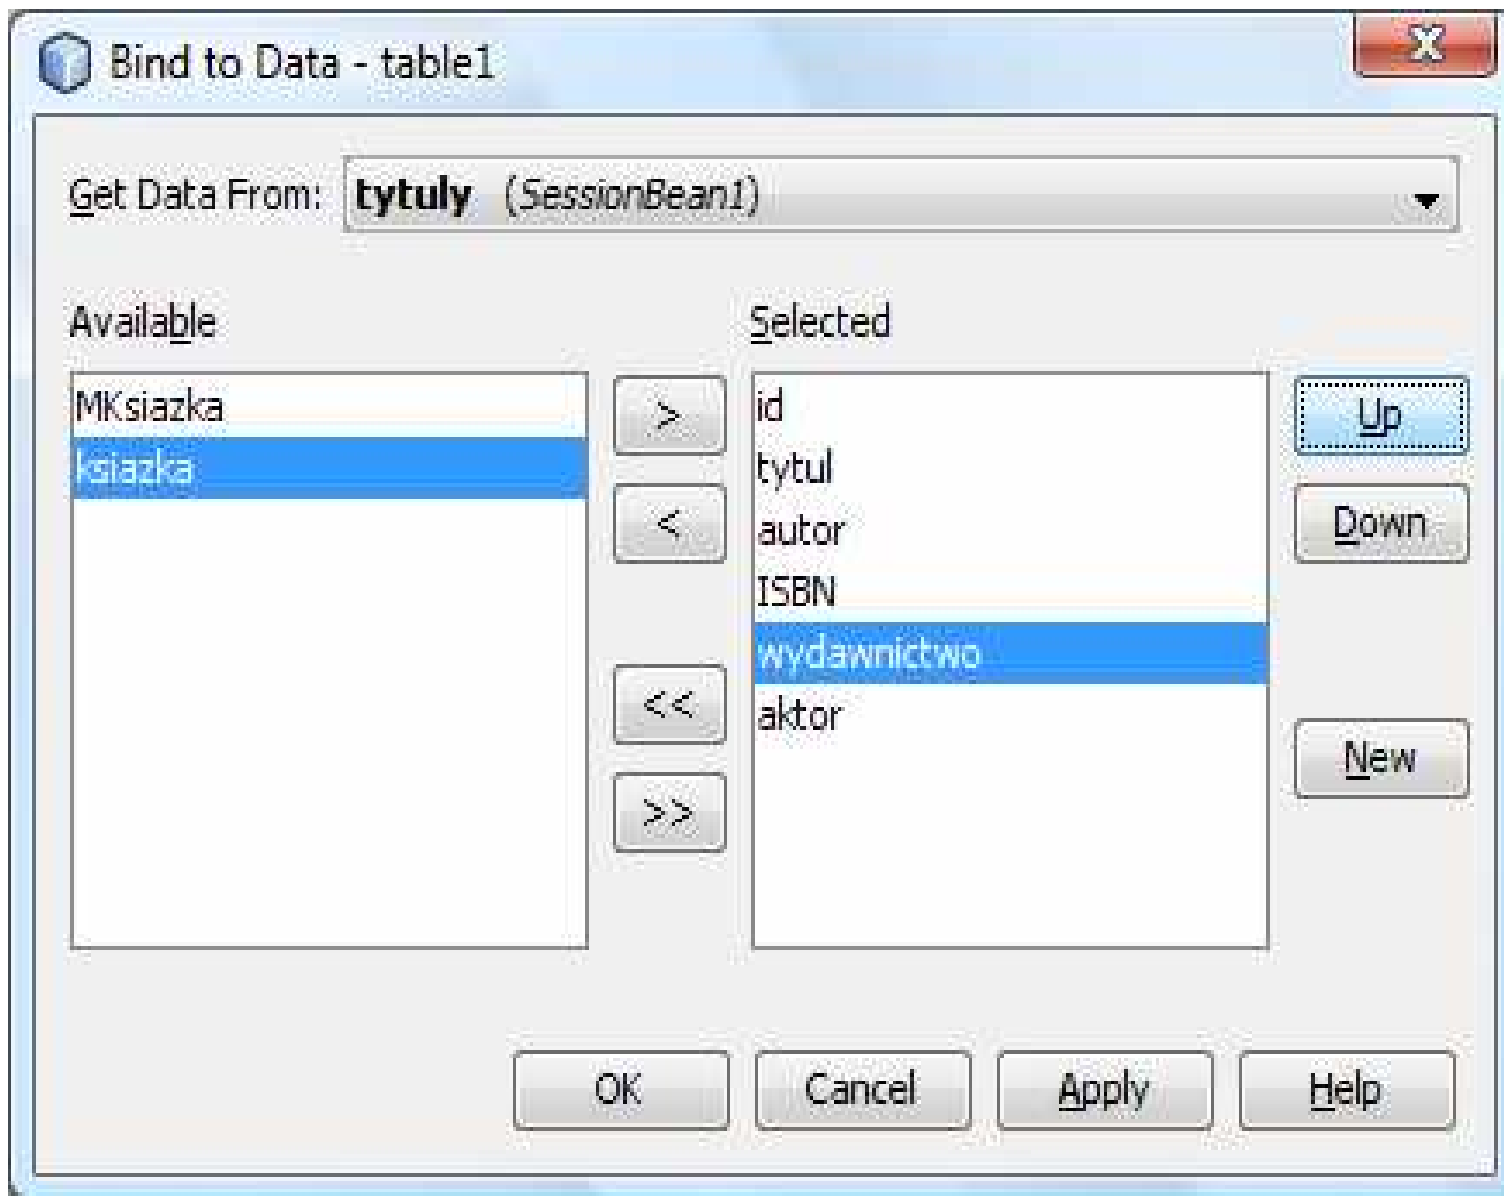 Bind to Data - table1
Get Data From: tytuly (SessionBean1)
Available
MKsiazka
ksiazka
>
<
<<
>>
Selected
id
tytul
autor
ISBN
wydawnictwo
aktor
Up
Down
New
OK
Cancel
Apply
Help